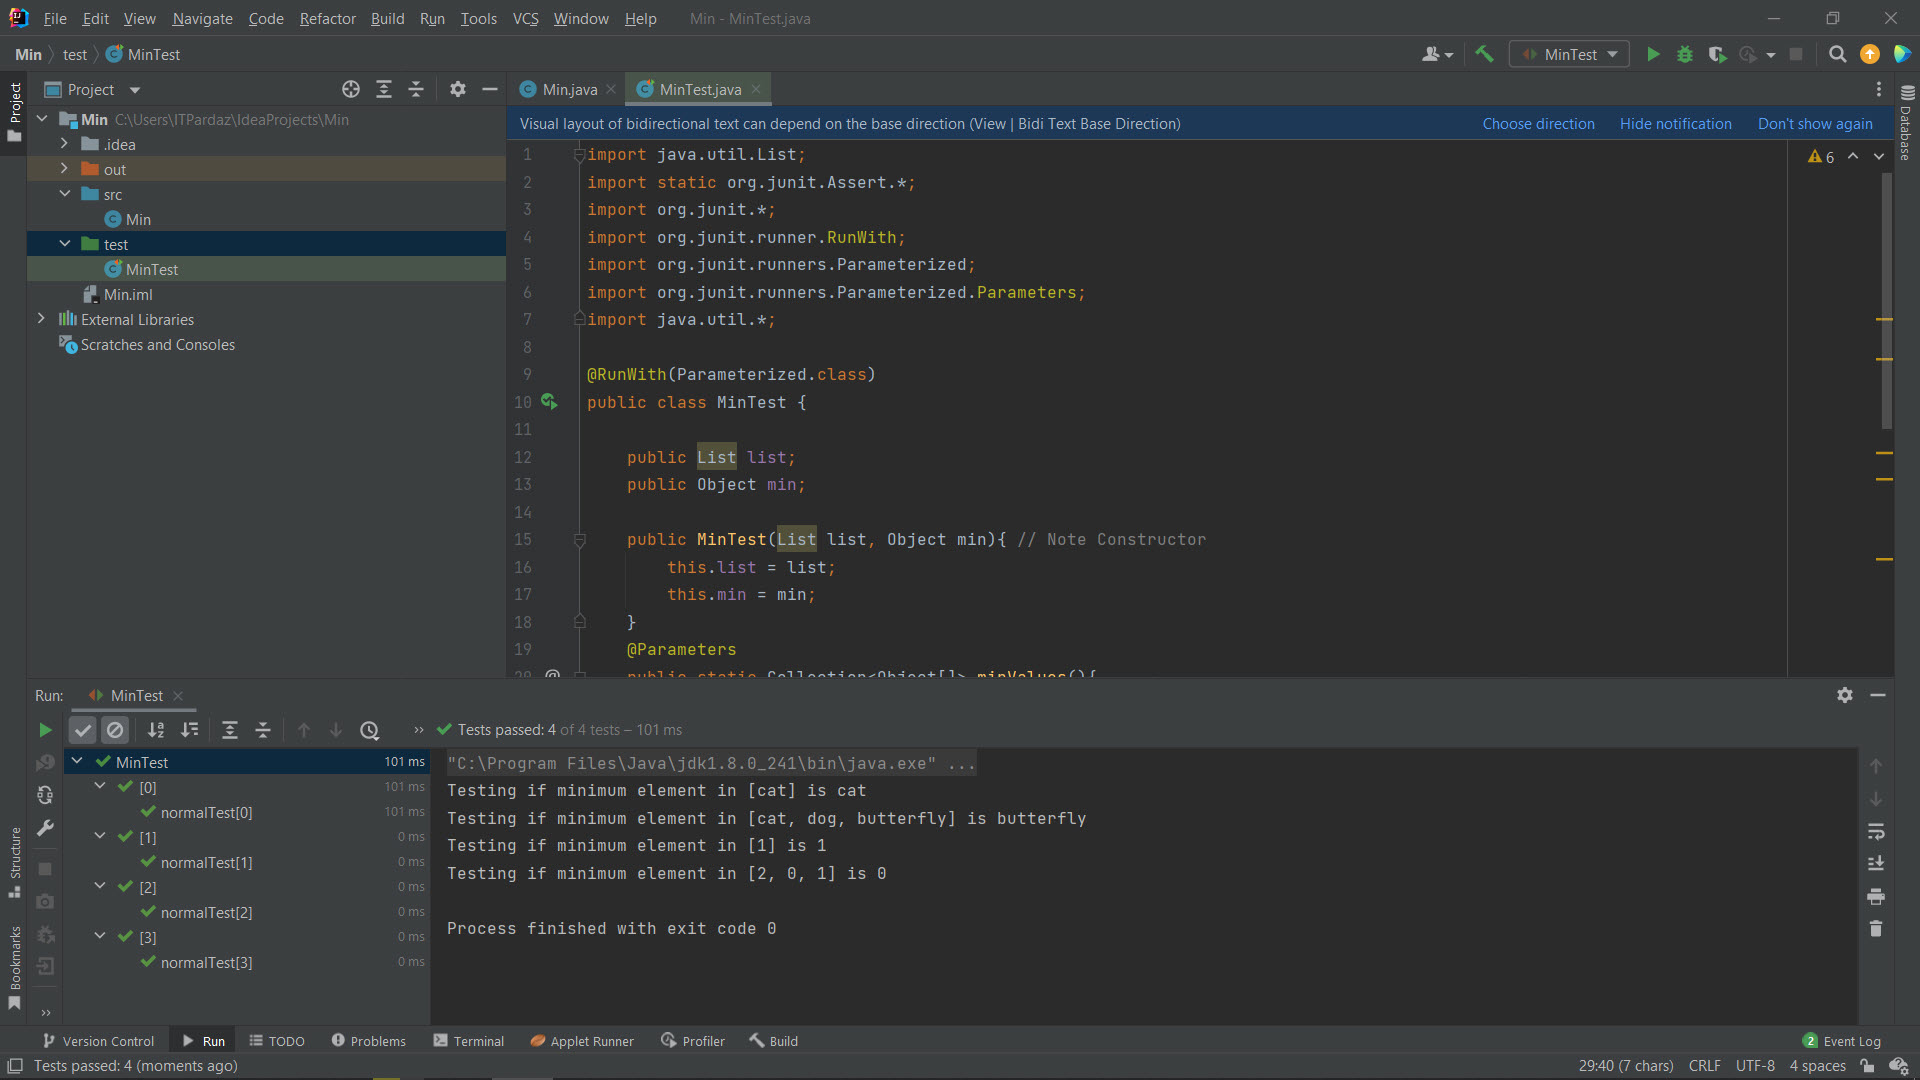 File Edit View Navigate Code Refactor Build Run Tools VCS Window Help Min - MinTest.java
Min test MinTest MinTest
Project
Project
Min C:\Users\ITPardaz\IdeaProjects\Min
.idea
out
src
Min
test
MinTest
Min.iml
External Libraries
Scratches and Consoles
Min.java MinTest.java
Visual layout of bidirectional text can depend on the base direction (View | Bidi Text Base Direction) Choose direction Hide notification Don't show again
Database
6
1 import java.util.List;
2 import static org.junit.Assert.*;
3 import org.junit.*;
4 import org.junit.runner.RunWith;
5 import org.junit.runners.Parameterized;
6 import org.junit.runners.Parameterized.Parameters;
7 import java.util.*;
8
9 @RunWith(Parameterized.class)
10 public class MinTest {
11
12 public List list;
13 public Object min;
14
15 public MinTest(List list, Object min){ // Note Constructor
16 this.list = list;
17 this.min = min;
18 }
19 @Parameters
20 public static Collection<Object[]> minValues(){
Run: MinTest
Tests passed: 4 of 4 tests – 101 ms
MinTest 101 ms
[0] 101 ms
normalTest[0] 101 ms
[1] 0 ms
normalTest[1] 0 ms
[2] 0 ms
normalTest[2] 0 ms
[3] 0 ms
normalTest[3] 0 ms
"C:\Program Files\Java\jdk1.8.0_241\bin\java.exe" ...
Testing if minimum element in [cat] is cat
Testing if minimum element in [cat, dog, butterfly] is butterfly
Testing if minimum element in [1] is 1
Testing if minimum element in [2, 0, 1] is 0
Process finished with exit code 0
Structure
Bookmarks
Version Control Run TODO Problems Terminal Applet Runner Profiler Build 2 Event Log
Tests passed: 4 (moments ago) 29:40 (7 chars) CRLF UTF-8 4 spaces